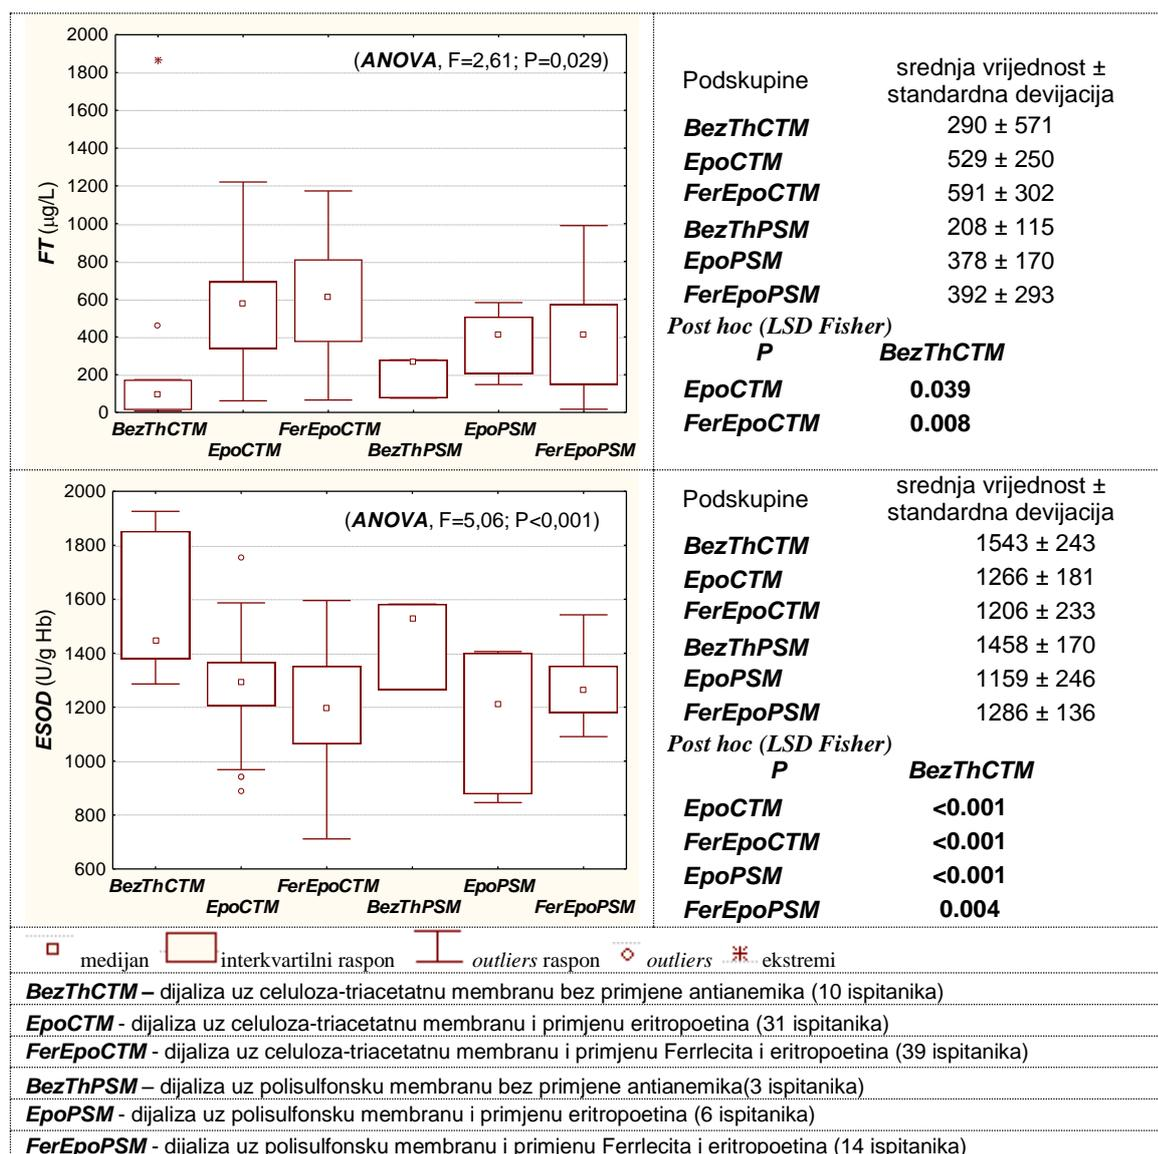 2000
1800
1600
1400
1200
1000
800
600
400
200
0
FT (µg/L)
(ANOVA, F=2,61; P=0,029)
BezThCTM
EpoCTM
FerEpoCTM
BezThPSM
EpoPSM
FerEpoPSM
Podskupine srednja vrijednost ±
standardna devijacija
BezThCTM 290 ± 571
EpoCTM 529 ± 250
FerEpoCTM 591 ± 302
BezThPSM 208 ± 115
EpoPSM 378 ± 170
FerEpoPSM 392 ± 293
Post hoc (LSD Fisher)
P BezThCTM
EpoCTM 0.039
FerEpoCTM 0.008
2000
1800
1600
1400
1200
1000
800
600
ESOD (U/g Hb)
(ANOVA, F=5,06; P<0,001)
BezThCTM
EpoCTM
FerEpoCTM
BezThPSM
EpoPSM
FerEpoPSM
Podskupine srednja vrijednost ±
standardna devijacija
BezThCTM 1543 ± 243
EpoCTM 1266 ± 181
FerEpoCTM 1206 ± 233
BezThPSM 1458 ± 170
EpoPSM 1159 ± 246
FerEpoPSM 1286 ± 136
Post hoc (LSD Fisher)
P BezThCTM
EpoCTM <0.001
FerEpoCTM <0.001
EpoPSM <0.001
FerEpoPSM 0.004
medijan interkvartilni raspon outliers raspon outliers ekstremi
BezThCTM – dijaliza uz celuloza-triacetatnu membranu bez primjene antianemika (10 ispitanika)
EpoCTM - dijaliza uz celuloza-triacetatnu membranu i primjenu eritropoetina (31 ispitanika)
FerEpoCTM - dijaliza uz celuloza-triacetatnu membranu i primjenu Ferrlecita i eritropoetina (39 ispitanika)
BezThPSM – dijaliza uz polisulfonsku membranu bez primjene antianemika(3 ispitanika)
EpoPSM - dijaliza uz polisulfonsku membranu i primjenu eritropoetina (6 ispitanika)
FerEpoPSM - dijaliza uz polisulfonsku membranu i primjenu Ferrlecita i eritropoetina (14 ispitanika)